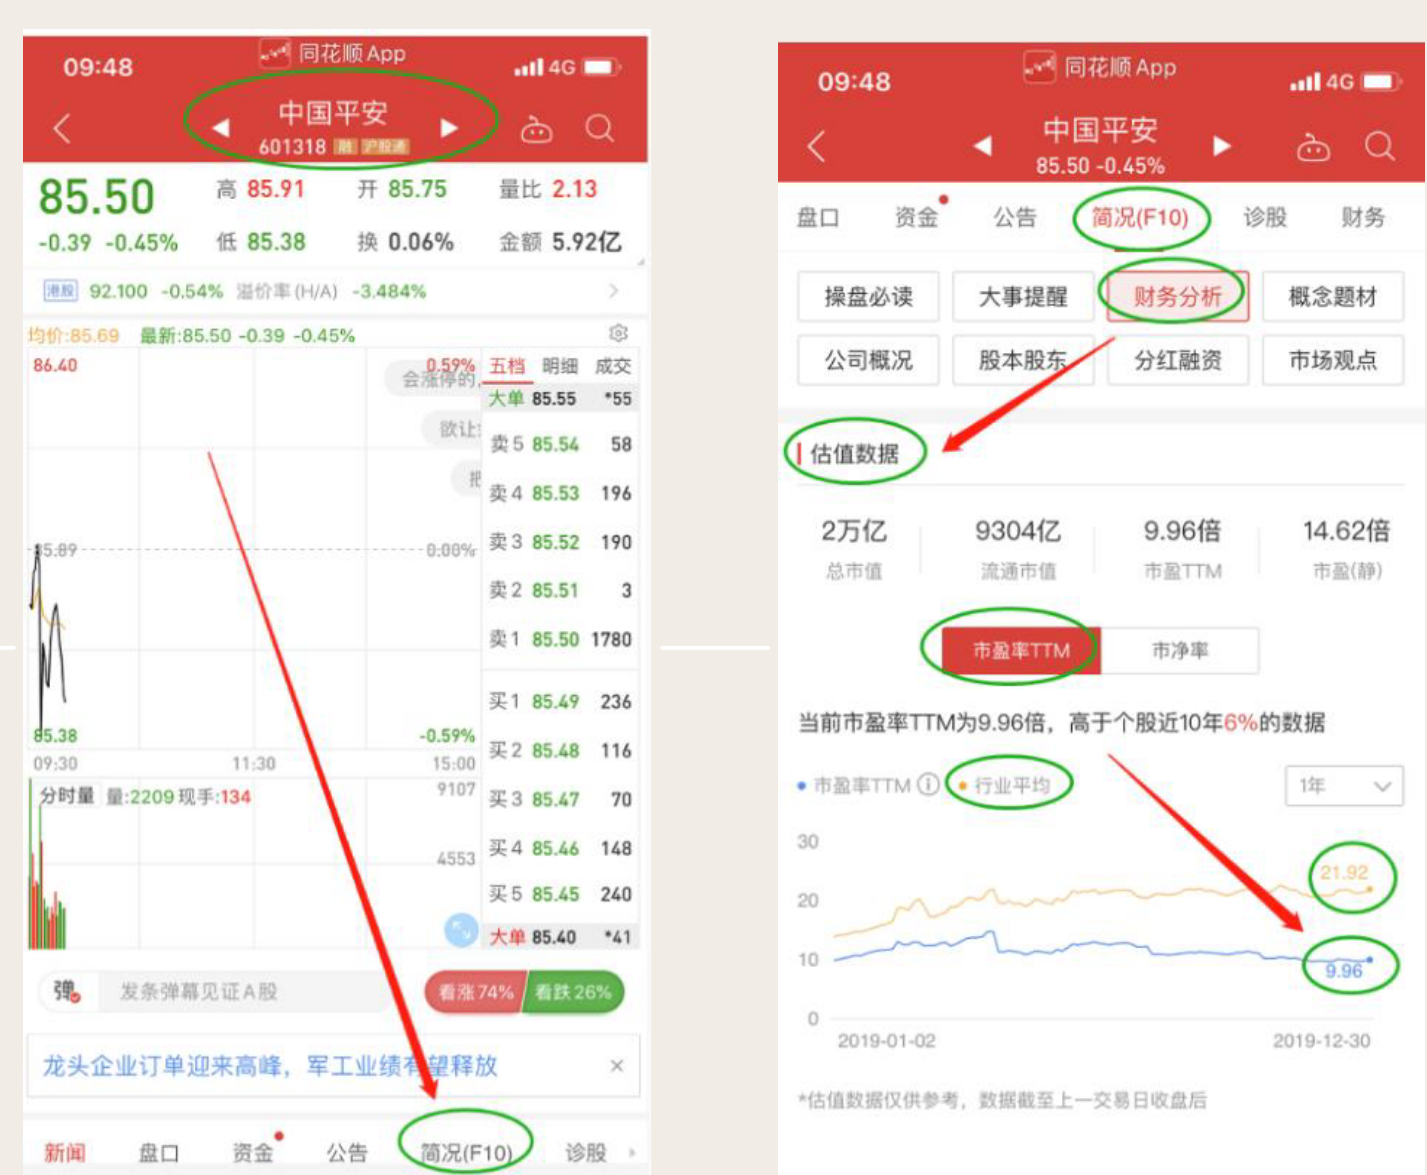 09:48
同花顺App
4G
中国平安
601318 融 沪股通
85.50
高 85.91 开 85.75 量比 2.13
-0.39 -0.45% 低 85.38 换 0.06% 金额 5.92亿
港股 92.100 -0.54% 溢价率(H/A) -3.484%
均价:85.69 最新:85.50 -0.39 -0.45%
86.40
0.59%
会涨停的,
欲让
把
85.89
0.00%
85.38
-0.59%
09:30 11:30 15:00
分时量 量:2209 现手:134
9107
4553
五档 明细 成交
大单 85.55 *55
卖5 85.54 58
卖4 85.53 196
卖3 85.52 190
卖2 85.51 3
卖1 85.50 1780
买1 85.49 236
买2 85.48 116
买3 85.47 70
买4 85.46 148
买5 85.45 240
大单 85.40 *41
弹 发条弹幕见证A股 看涨74% 看跌26%
龙头企业订单迎来高峰，军工业绩有望释放 ×
新闻 盘口 资金 公告 简况(F10) 诊股
09:48
同花顺App
4G
中国平安
85.50 -0.45%
盘口 资金 公告 简况(F10) 诊股 财务
操盘必读 大事提醒 财务分析 概念题材
公司概况 股本股东 分红融资 市场观点
估值数据
2万亿 9304亿 9.96倍 14.62倍
总市值 流通市值 市盈TTM 市盈(静)
市盈率TTM 市净率
当前市盈率TTM为9.96倍，高于个股近10年6%的数据
市盈率TTM 行业平均 1年
30
20
10
0
21.92
9.96
2019-01-02 2019-12-30
*估值数据仅供参考，数据截至上一交易日收盘后